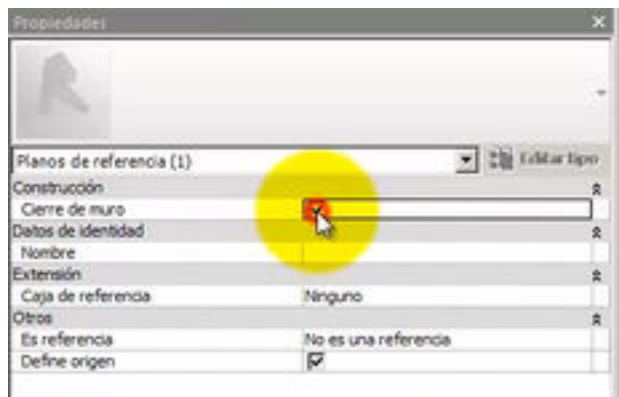 Propiedades
Planos de referencia (1)
Editar tipo
Construcción
Cierre de muro
Datos de identidad
Nombre
Extensión
Caja de referencia Ninguno
Otros
Es referencia No es una referencia
Define origen